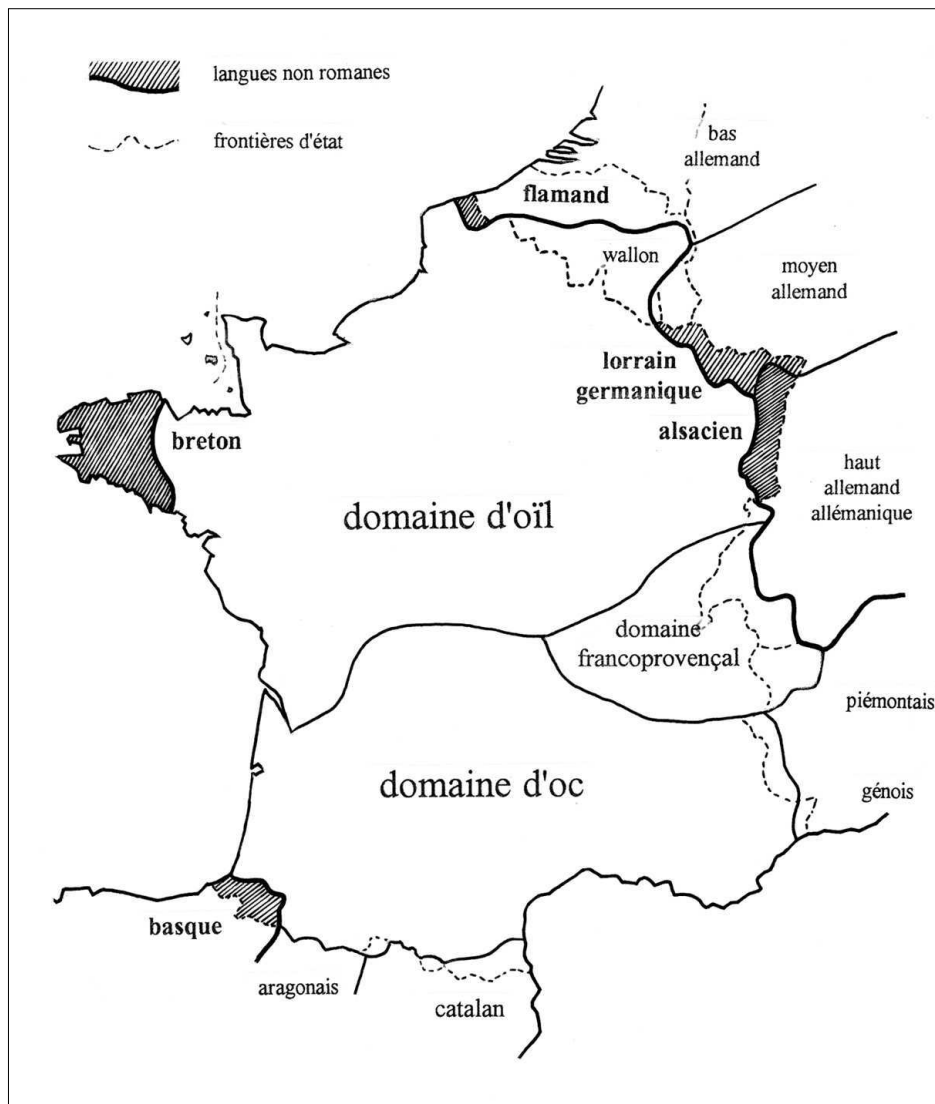 langues non romanes
frontières d'état
bas
allemand
flamand
wallon
moyen
allemand
lorrain
germanique
alsacien
breton
haut
allemand
allémanique
domaine d'oïl
domaine
francoprovençal
piémontais
domaine d'oc
génois
basque
aragonais
catalan